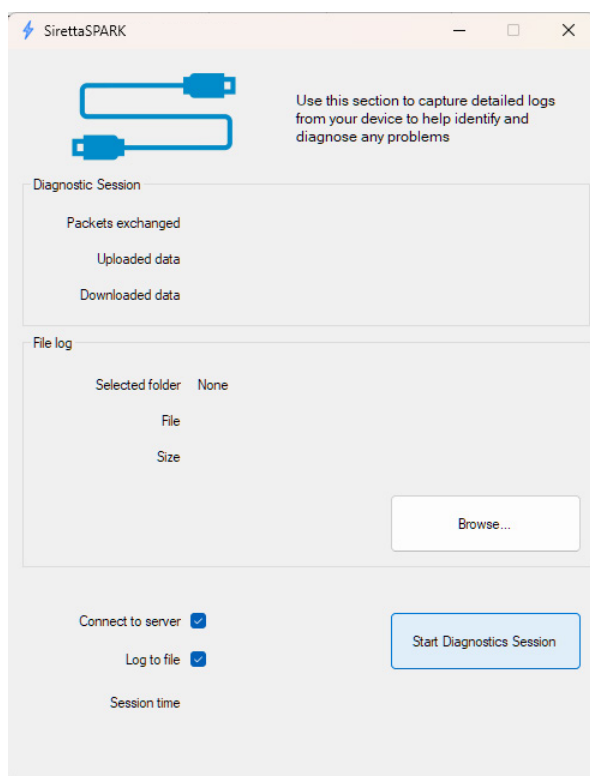 SirettaSPARK
Use this section to capture detailed logs
from your device to help identify and
diagnose any problems
Diagnostic Session
Packets exchanged
Uploaded data
Downloaded data
File log
Selected folder None
File
Size
Browse...
Connect to server
Start Diagnostics Session
Log to file
Session time